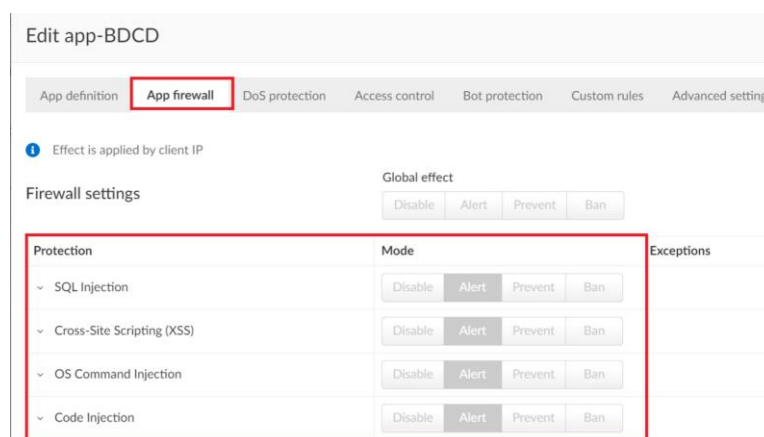 Edit app-BDCD
App definition App firewall DoS protection Access control Bot protection Custom rules Advanced setting
Effect is applied by client IP
Global effect
Firewall settings
Disable Alert Prevent Ban
Protection Mode Exceptions
SQL Injection Disable Alert Prevent Ban
Cross-Site Scripting (XSS) Disable Alert Prevent Ban
OS Command Injection Disable Alert Prevent Ban
Code Injection Disable Alert Prevent Ban